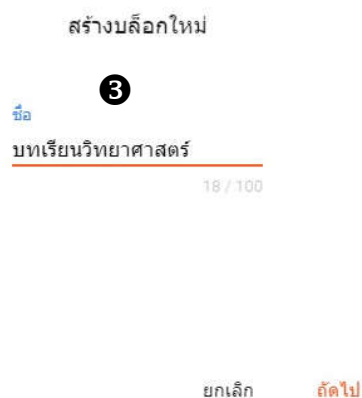 สร้างบล็อกใหม่
❸
ชื่อ
บทเรียนวิทยาศาสตร์
18 / 100
ยกเลิก ถัดไป